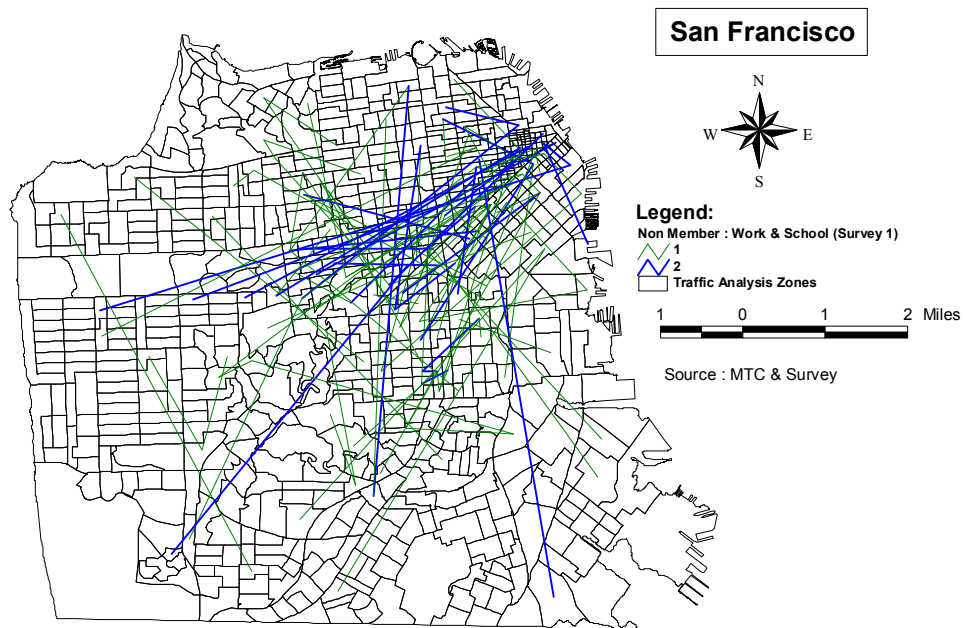 San Francisco
N
W E
S
Legend:
Non Member : Work & School (Survey 1)
1
2
Traffic Analysis Zones
1 0 1 2 Miles
Source : MTC & Survey